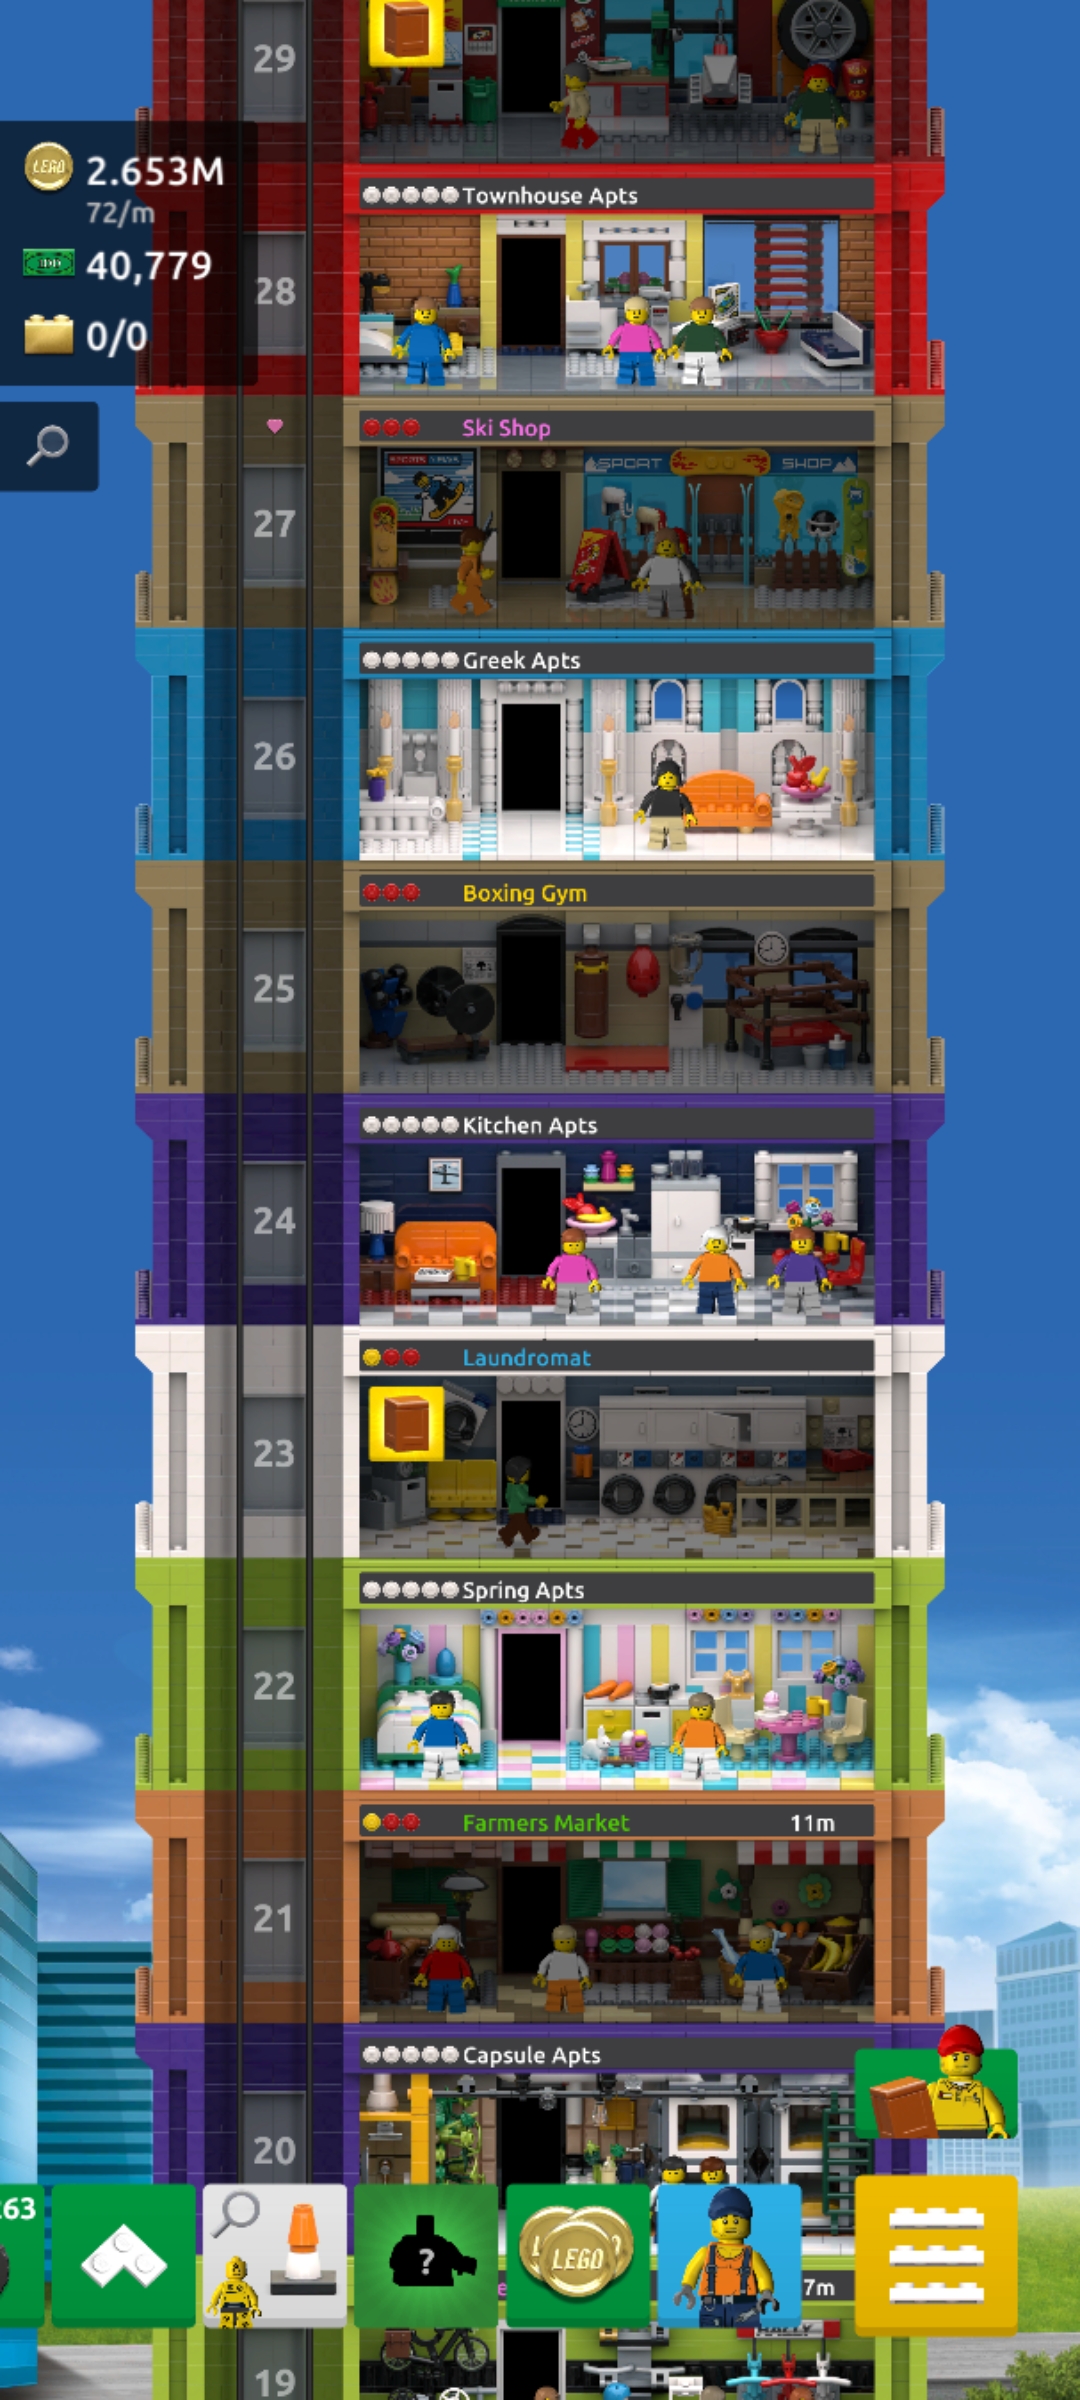 29
LEGO 2.653M
72/m
40,779
0/0
Townhouse Apts
28
Ski Shop
SPORT SHOP
27
Greek Apts
26
Boxing Gym
25
Kitchen Apts
24
Laundromat
23
Spring Apts
22
Farmers Market 11m
21
Capsule Apts
20
263
?
LEGO
7m
19